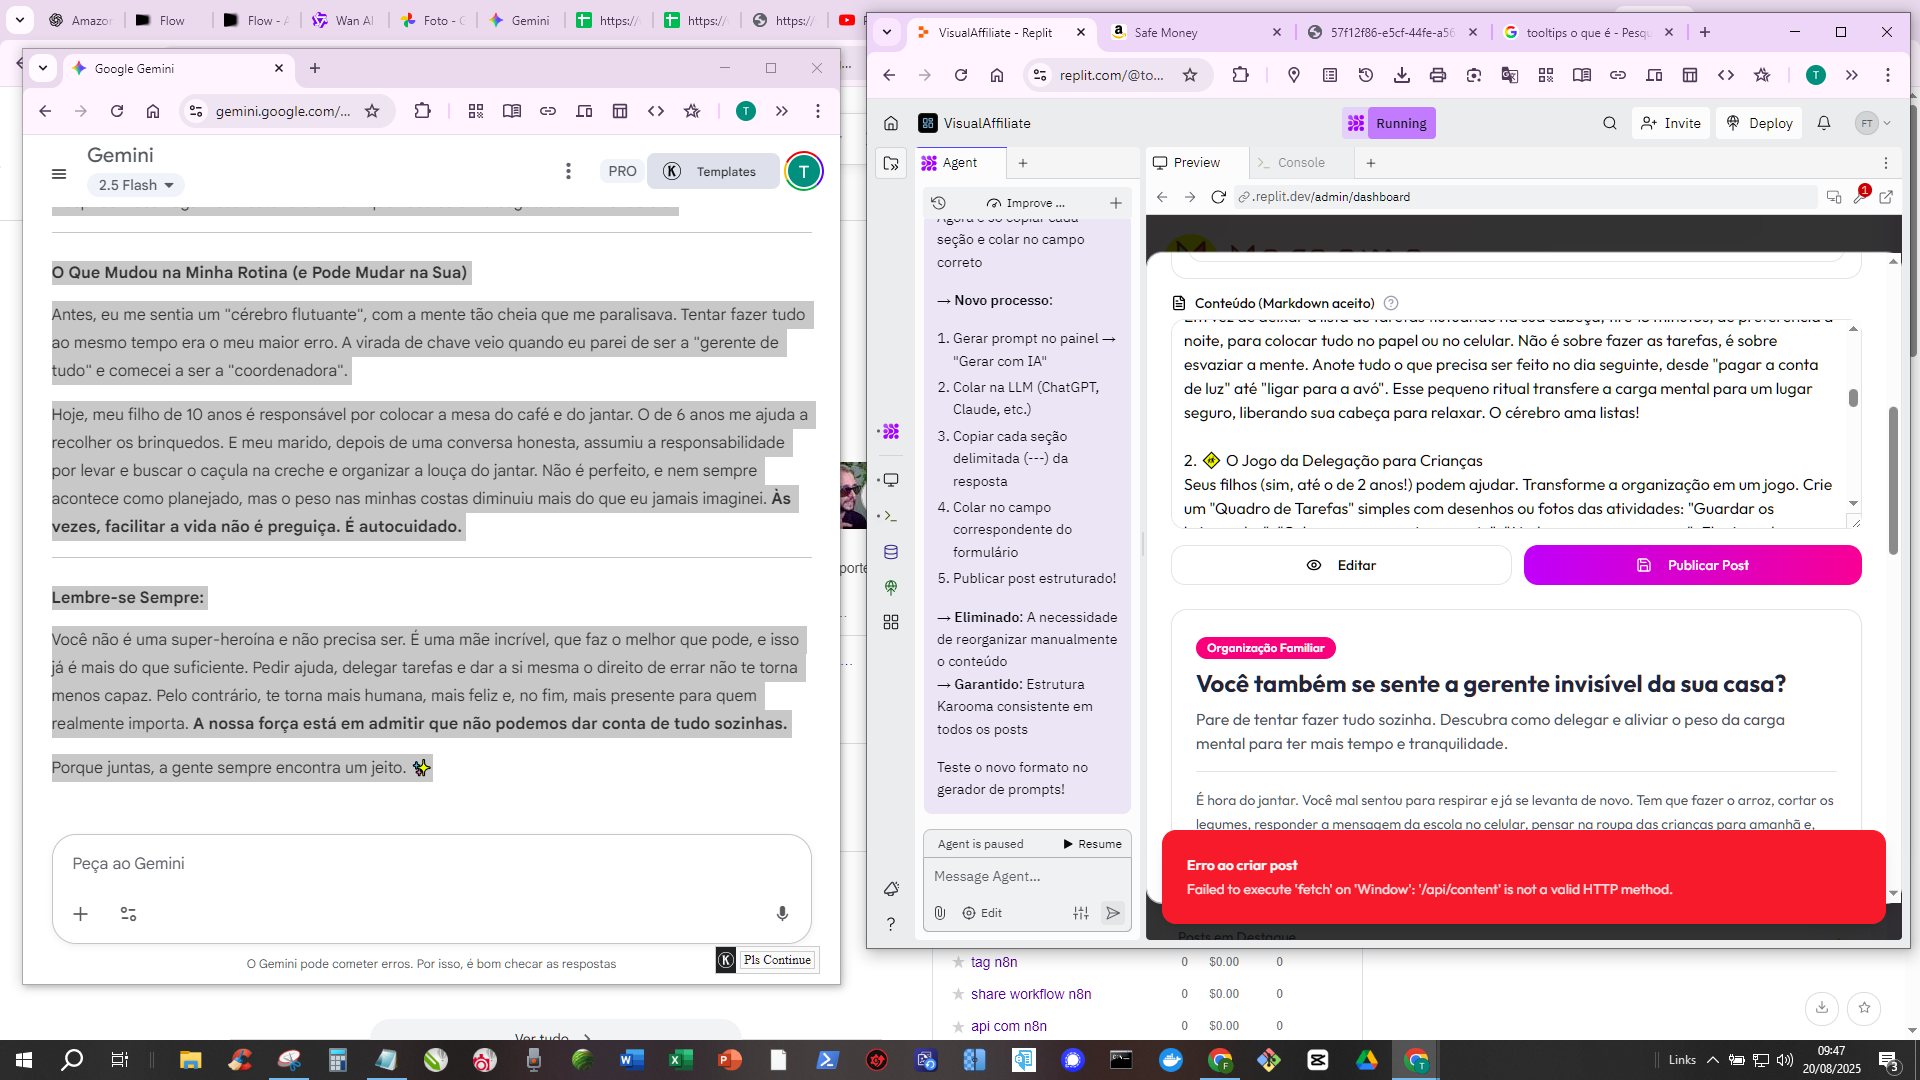 Amazon
Flow
Flow - A
Wan AI
Foto - G
Gemini
https://
https://
https://
Google Gemini
gemini.google.com/...
T
Gemini
2.5 Flash
PRO
K Templates
T
O Que Mudou na Minha Rotina (e Pode Mudar na Sua)
Antes, eu me sentia um "cérebro flutuante", com a mente tão cheia que me paralisava. Tentar fazer tudo
ao mesmo tempo era o meu maior erro. A virada de chave veio quando eu parei de ser a "gerente de
tudo" e comecei a ser a "coordenadora".
Hoje, meu filho de 10 anos é responsável por colocar a mesa do café e do jantar. O de 6 anos me ajuda a
recolher os brinquedos. E meu marido, depois de uma conversa honesta, assumiu a responsabilidade
por levar e buscar o caçula na creche e organizar a louça do jantar. Não é perfeito, e nem sempre
acontece como planejado, mas o peso nas minhas costas diminuiu mais do que eu jamais imaginei. Às
vezes, facilitar a vida não é preguiça. É autocuidado.
Lembre-se Sempre:
Você não é uma super-heroína e não precisa ser. É uma mãe incrível, que faz o melhor que pode, e isso
já é mais do que suficiente. Pedir ajuda, delegar tarefas e dar a si mesma o direito de errar não te torna
menos capaz. Pelo contrário, te torna mais humana, mais feliz e, no fim, mais presente para quem
realmente importa. A nossa força está em admitir que não podemos dar conta de tudo sozinhas.
Porque juntas, a gente sempre encontra um jeito. ✨
Peça ao Gemini
O Gemini pode cometer erros. Por isso, é bom checar as respostas
K Pls Continue
Ver tudo
VisualAffiliate - Replit
Safe Money
57f12f86-e5cf-44fe-a56
tooltips o que é - Pesqu
replit.com/@to...
T
VisualAffiliate
Running
Invite
Deploy
FT
Agent
Improve ...
Agora é só copiar cada
seção e colar no campo
correto
→ Novo processo:
1. Gerar prompt no painel →
"Gerar com IA"
2. Colar na LLM (ChatGPT,
Claude, etc.)
3. Copiar cada seção
delimitada (---) da
resposta
4. Colar no campo
correspondente do
formulário
5. Publicar post estruturado!
→ Eliminado: A necessidade
de reorganizar manualmente
o conteúdo
→ Garantido: Estrutura
Karooma consistente em
todos os posts
Teste o novo formato no
gerador de prompts!
Agent is paused
Resume
Message Agent...
Edit
Preview
Console
.replit.dev/admin/dashboard
1
Conteúdo (Markdown aceito)
Em vez de deixar a lista de tarefas flutuando na sua cabeça, tire 15 minutos, de preferência à
noite, para colocar tudo no papel ou no celular. Não é sobre fazer as tarefas, é sobre
esvaziar a mente. Anote tudo o que precisa ser feito no dia seguinte, desde "pagar a conta
de luz" até "ligar para a avó". Esse pequeno ritual transfere a carga mental para um lugar
seguro, liberando sua cabeça para relaxar. O cérebro ama listas!
2. 🚸 O Jogo da Delegação para Crianças
Seus filhos (sim, até o de 2 anos!) podem ajudar. Transforme a organização em um jogo. Crie
um "Quadro de Tarefas" simples com desenhos ou fotos das atividades: "Guardar os
Editar
Publicar Post
Organização Familiar
Você também se sente a gerente invisível da sua casa?
Pare de tentar fazer tudo sozinha. Descubra como delegar e aliviar o peso da carga
mental para ter mais tempo e tranquilidade.
É hora do jantar. Você mal sentou para respirar e já se levanta de novo. Tem que fazer o arroz, cortar os
legumes, responder a mensagem da escola no celular, pensar na roupa das crianças para amanhã e,
Erro ao criar post
Failed to execute 'fetch' on 'Window': '/api/content' is not a valid HTTP method.
Posts em Destaque
tag n8n 0 $0.00 0
share workflow n8n 0 $0.00 0
api com n8n 0 $0.00 0
Links
09:47
20/08/2025
3